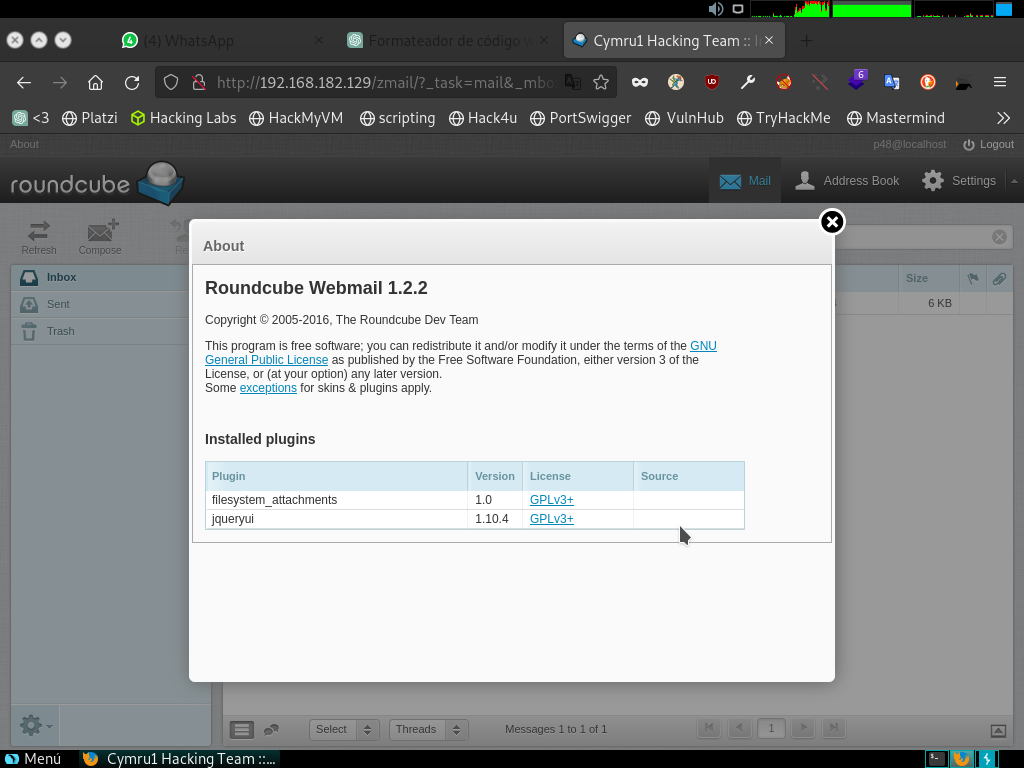 (4) WhatsApp
Formateador de código w
Cymru1 Hacking Team ::
http://192.168.182.129/zmail/?_task=mail&_mbo
6
<3
Platzi
Hacking Labs
HackMyVM
scripting
Hack4u
PortSwigger
VulnHub
TryHackMe
Mastermind
About
p48@localhost
Logout
roundcube
Mail
Address Book
Settings
Refresh
Compose
Re
About
Inbox
Sent
Trash
Size
6 KB
Roundcube Webmail 1.2.2
Copyright © 2005-2016, The Roundcube Dev Team
This program is free software; you can redistribute it and/or modify it under the terms of the GNU
General Public License as published by the Free Software Foundation, either version 3 of the
License, or (at your option) any later version.
Some exceptions for skins & plugins apply.
Installed plugins
Plugin Version License Source
filesystem_attachments 1.0 GPLv3+
jqueryui 1.10.4 GPLv3+
Select
Threads
Messages 1 to 1 of 1
1
Menú
Cymru1 Hacking Team ::...